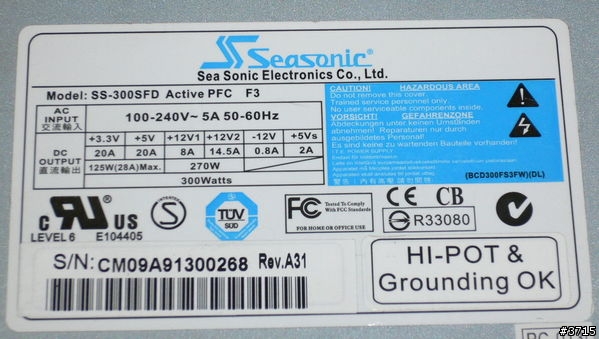 Seasonic®
Sea Sonic Electronics Co., Ltd.
Model: SS-300SFD Active PFC F3
AC INPUT 交流輸入 100-240V~ 5A 50-60Hz
DC OUTPUT 直流輸出
+3.3V +5V +12V1 +12V2 -12V +5Vs
20A 20A 8A 14.5A 0.8A 2A
125W(28A)Max. 270W
300Watts
CAUTION! HAZARDOUS AREA
Do not remove this cover.
Trained service personnel only.
No user serviceable components inside.
VORSICHT! GEFAHRENZONE
Abdeckungen unter keinen Umständen
entfernen! Reparaturen nur durch
ausgebildetes Personal!
Es sind keine zu wartenden Bauteile vorhanden!
(BCD300FS3FW)(DL)
c UL US
LEVEL 6 E104405
S
TÜV
SÜD
FC Tested To Comply
With FCC Standards
FOR HOME OR OFFICE USE
CE CB
R33080
S/N: CM09A91300268 Rev.A31
HI-POT &
Grounding OK
#3715